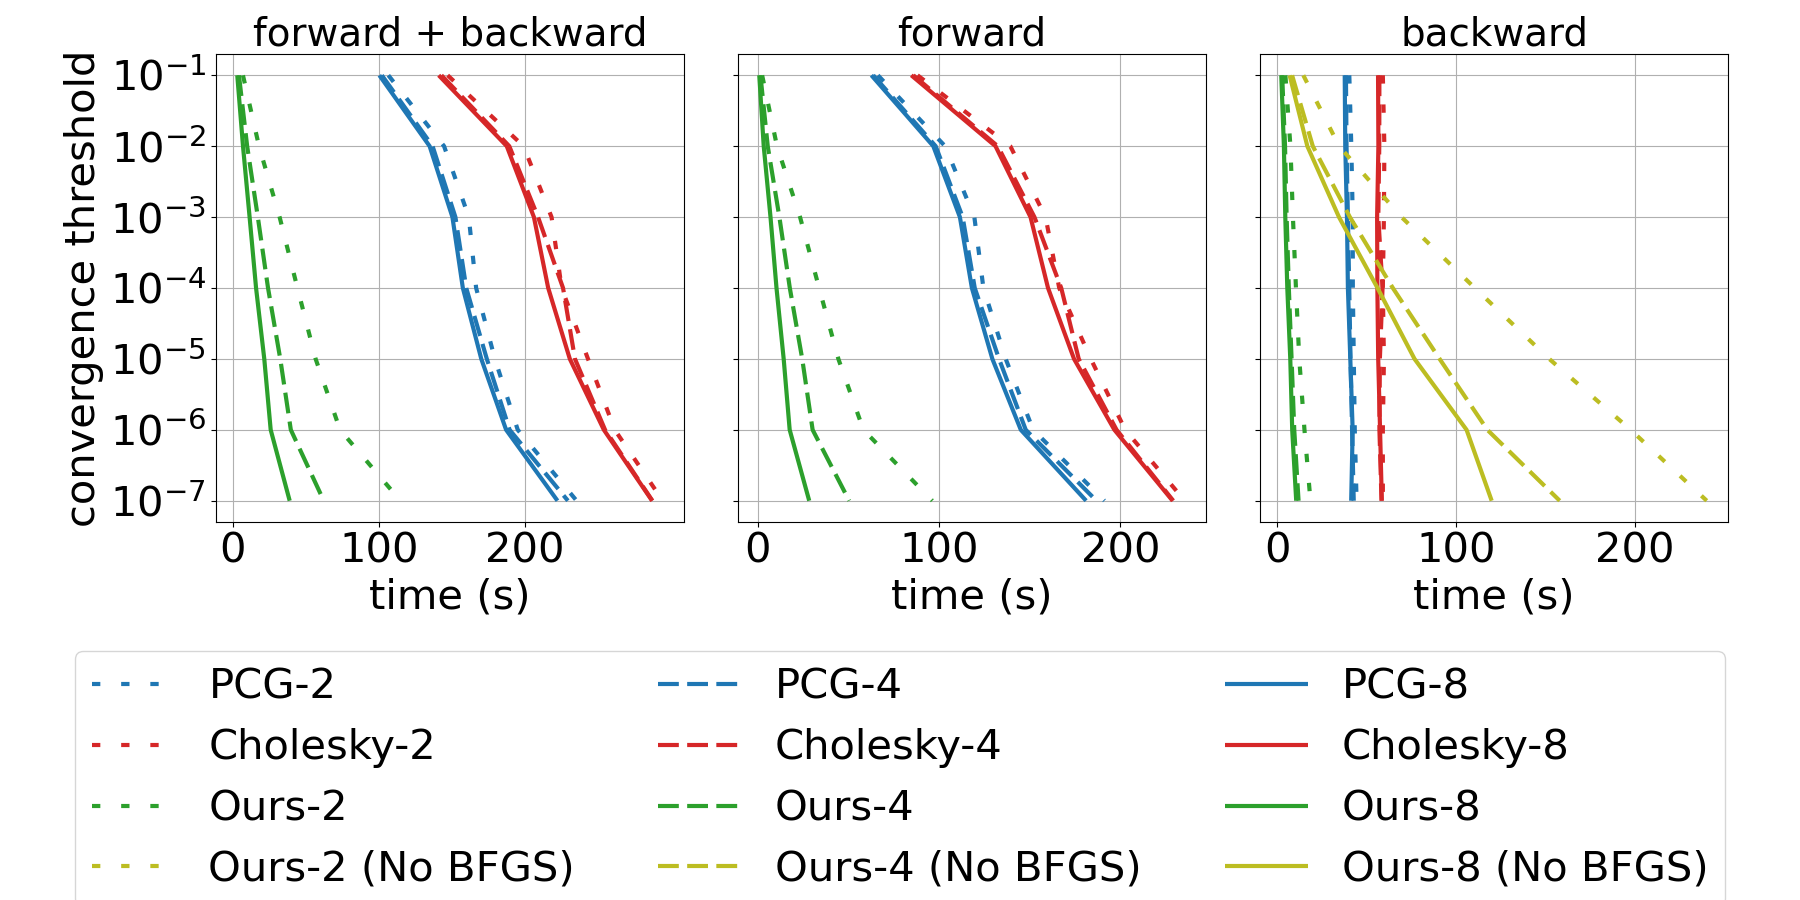 forward + backward
forward
backward
convergence threshold
10⁻¹
10⁻²
10⁻³
10⁻⁴
10⁻⁵
10⁻⁶
10⁻⁷
0 100 200
0 100 200
0 100 200
time (s)
time (s)
time (s)
PCG-2 PCG-4 PCG-8
Cholesky-2 Cholesky-4 Cholesky-8
Ours-2 Ours-4 Ours-8
Ours-2 (No BFGS) Ours-4 (No BFGS) Ours-8 (No BFGS)